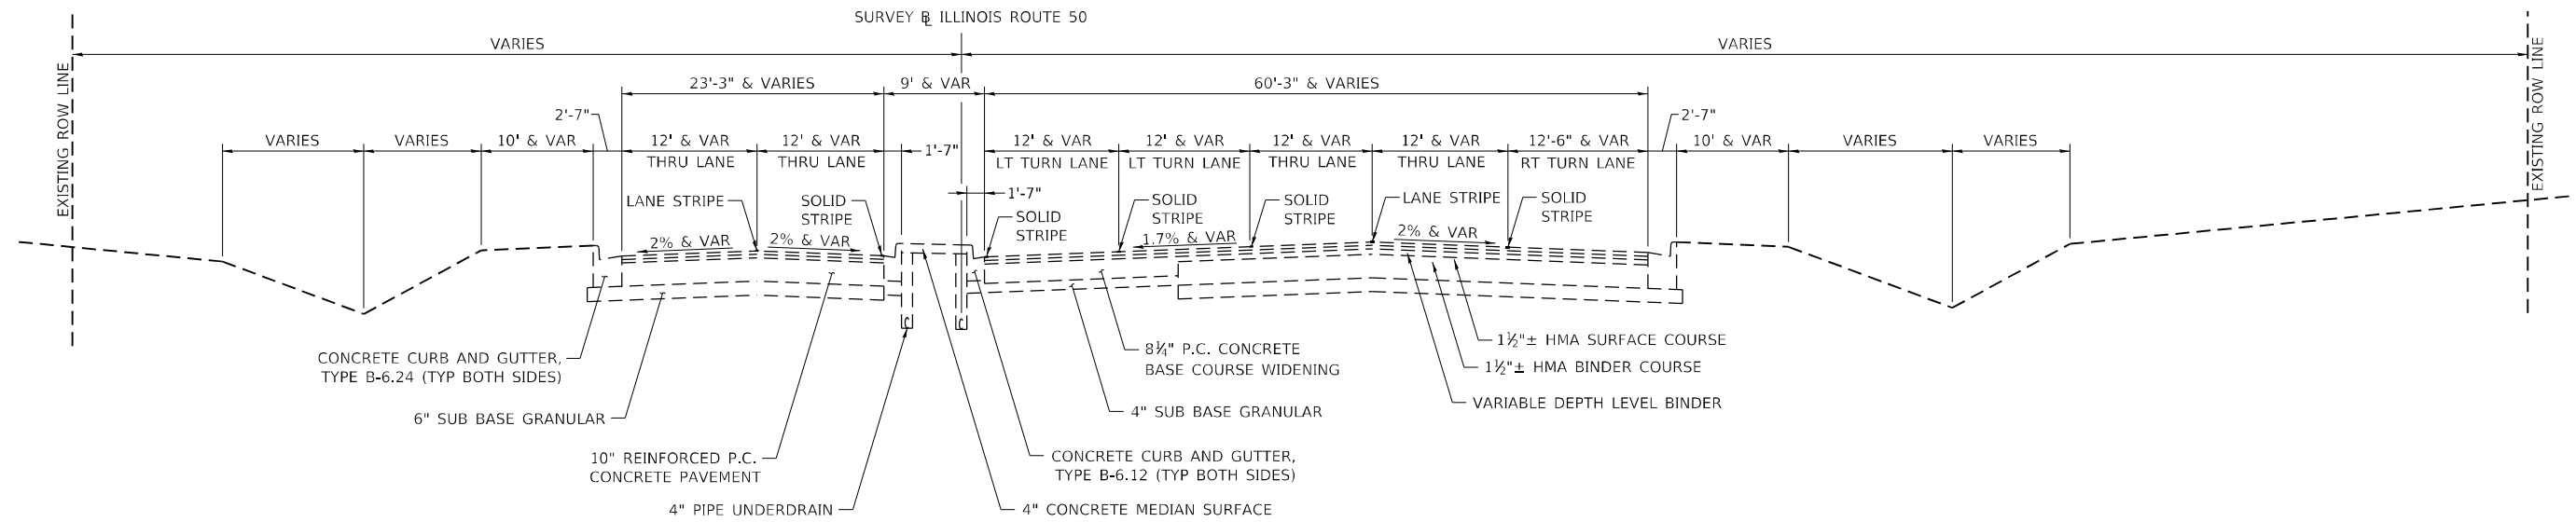 SURVEY ℄ ILLINOIS ROUTE 50
VARIES
VARIES
EXISTING ROW LINE
EXISTING ROW LINE
23'-3" & VARIES
9' & VAR
60'-3" & VARIES
2'-7"
2'-7"
VARIES
VARIES
10' & VAR
12' & VAR
THRU LANE
12' & VAR
THRU LANE
1'-7"
12' & VAR
LT TURN LANE
12' & VAR
LT TURN LANE
12' & VAR
THRU LANE
12' & VAR
THRU LANE
12'-6" & VAR
RT TURN LANE
10' & VAR
VARIES
VARIES
1'-7"
LANE STRIPE
SOLID
STRIPE
SOLID
STRIPE
SOLID
STRIPE
SOLID
STRIPE
LANE STRIPE
SOLID
STRIPE
2% & VAR
2% & VAR
1.7% & VAR
2% & VAR
CONCRETE CURB AND GUTTER,
TYPE B-6.24 (TYP BOTH SIDES)
6" SUB BASE GRANULAR
10" REINFORCED P.C.
CONCRETE PAVEMENT
4" PIPE UNDERDRAIN
8¼" P.C. CONCRETE
BASE COURSE WIDENING
4" SUB BASE GRANULAR
CONCRETE CURB AND GUTTER,
TYPE B-6.12 (TYP BOTH SIDES)
4" CONCRETE MEDIAN SURFACE
1½"± HMA SURFACE COURSE
1½"± HMA BINDER COURSE
VARIABLE DEPTH LEVEL BINDER